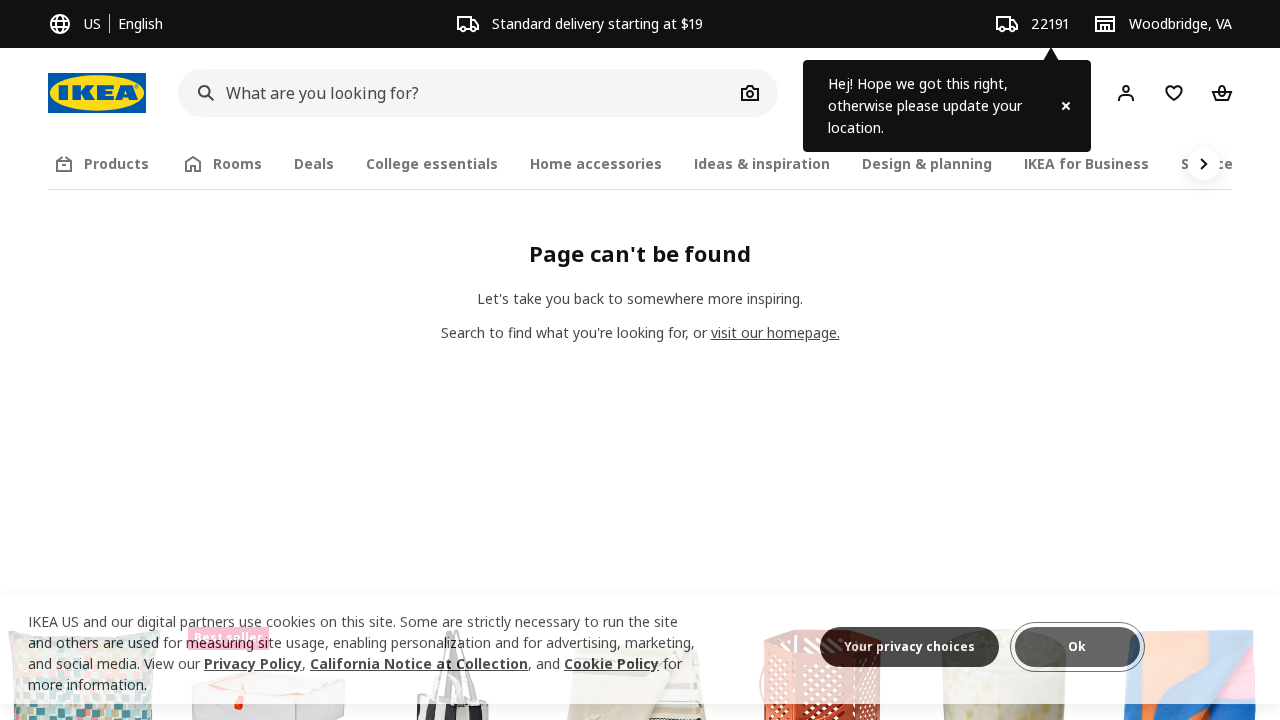 US English
Standard delivery starting at $19
22191
Woodbridge, VA
IKEA
What are you looking for?
Hej! Hope we got this right,
otherwise please update your
location.
0
Products
Rooms
Deals
College essentials
Home accessories
Ideas & inspiration
Design & planning
IKEA for Business
Page can't be found
Let's take you back to somewhere more inspiring.
Search to find what you're looking for, or visit our homepage.
IKEA US and our digital partners use cookies on this site. Some are strictly necessary to run the site
and others are used for measuring site usage, enabling personalization and for advertising, marketing,
and social media. View our Privacy Policy, California Notice at Collection, and Cookie Policy for
more information.
Best seller
Your privacy choices
Ok